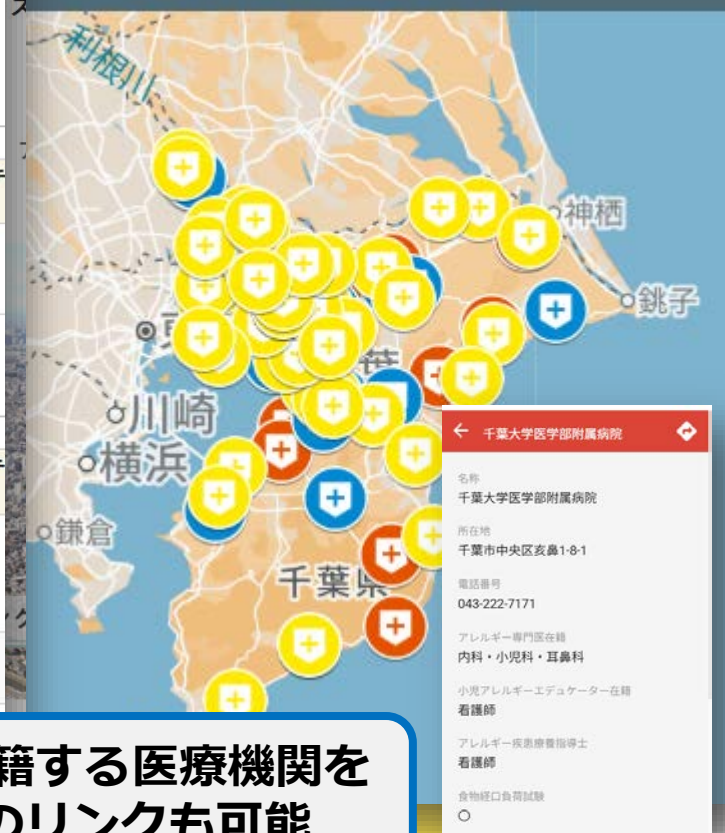 利根川
神栖
銚子
川崎
横浜
鎌倉
葉
千葉県
千葉大学医学部附属病院
名称
千葉大学医学部附属病院
所在地
千葉市中央区亥鼻1-8-1
電話番号
043-222-7171
アレルギー専門医在籍
内科・小児科・耳鼻科
小児アレルギーエデュケーター在籍
看護師
アレルギー疾患療養指導士
看護師
食物経口負荷試験
○
籍する医療機関を
のリンクも可能